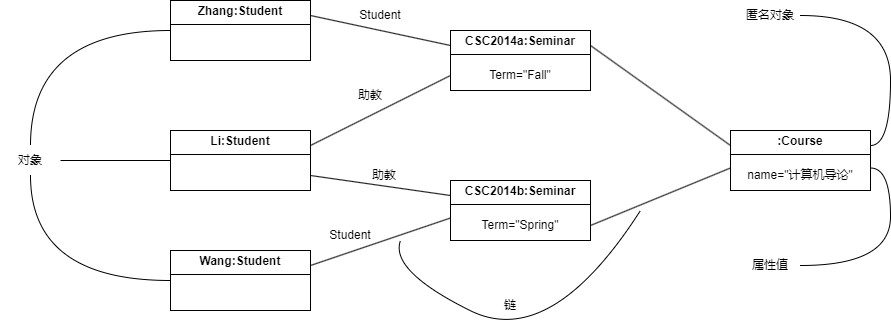 Zhang:Student
Student
匿名对象
CSC2014a:Seminar
Term="Fall"
助教
Li:Student
:Course
对象
name="计算机导论"
助教
CSC2014b:Seminar
Term="Spring"
Student
Wang:Student
属性值
链